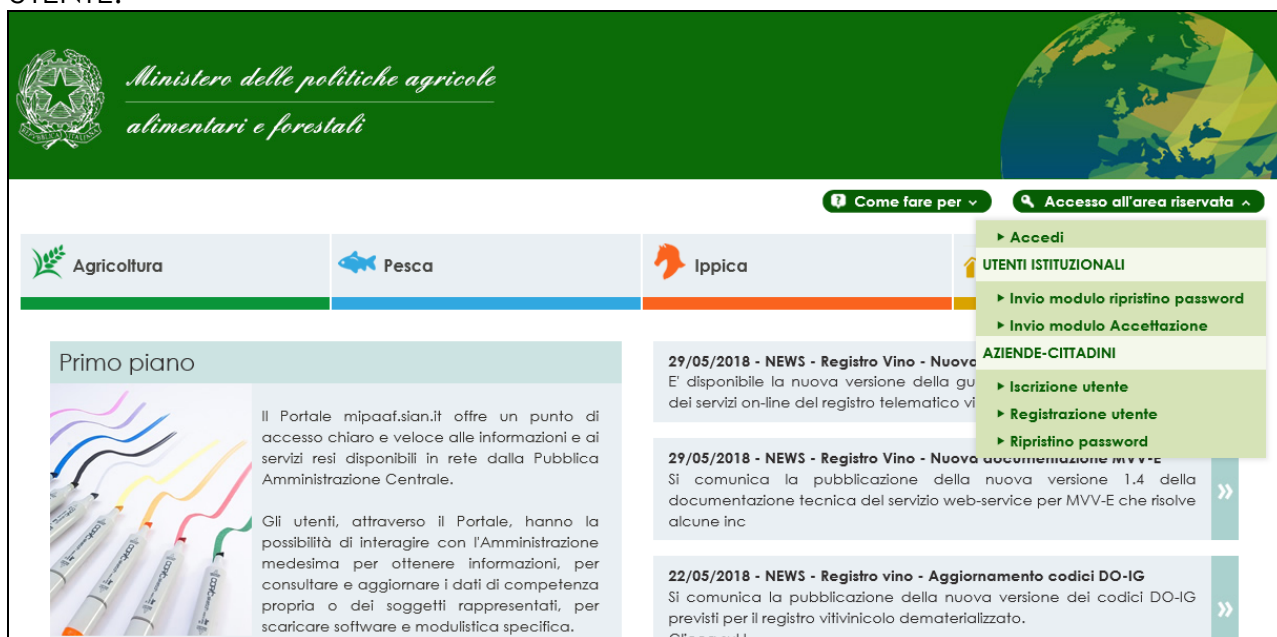 UTENTE.
Ministero delle politiche agricole
alimentari e forestali
Come fare per
Accesso all'area riservata
Agricoltura
Pesca
Ippica
Accedi
UTENTI ISTITUZIONALI
Invio modulo ripristino password
Invio modulo Accettazione
AZIENDE-CITTADINI
Iscrizione utente
Registrazione utente
Ripristino password
Primo piano
Il Portale mipaaf.sian.it offre un punto di
accesso chiaro e veloce alle informazioni e ai
servizi resi disponibili in rete dalla Pubblica
Amministrazione Centrale.
Gli utenti, attraverso il Portale, hanno la
possibilità di interagire con l'Amministrazione
medesima per ottenere informazioni, per
consultare e aggiornare i dati di competenza
propria o dei soggetti rappresentati, per
scaricare software e modulistica specifica.
29/05/2018 - NEWS - Registro Vino - Nuova
E' disponibile la nuova versione della gu
dei servizi on-line del registro telematico vi
29/05/2018 - NEWS - Registro Vino - Nuova documentazione MVV-E
Si comunica la pubblicazione della nuova versione 1.4 della
documentazione tecnica del servizio web-service per MVV-E che risolve
alcune inc
22/05/2018 - NEWS - Registro vino - Aggiornamento codici DO-IG
Si comunica la pubblicazione della nuova versione dei codici DO-IG
previsti per il registro vitivinicolo dematerializzato.